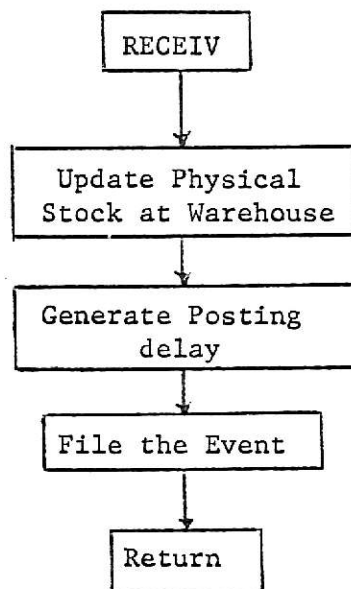 RECEIV
Update Physical
Stock at Warehouse
Generate Posting
delay
File the Event
Return